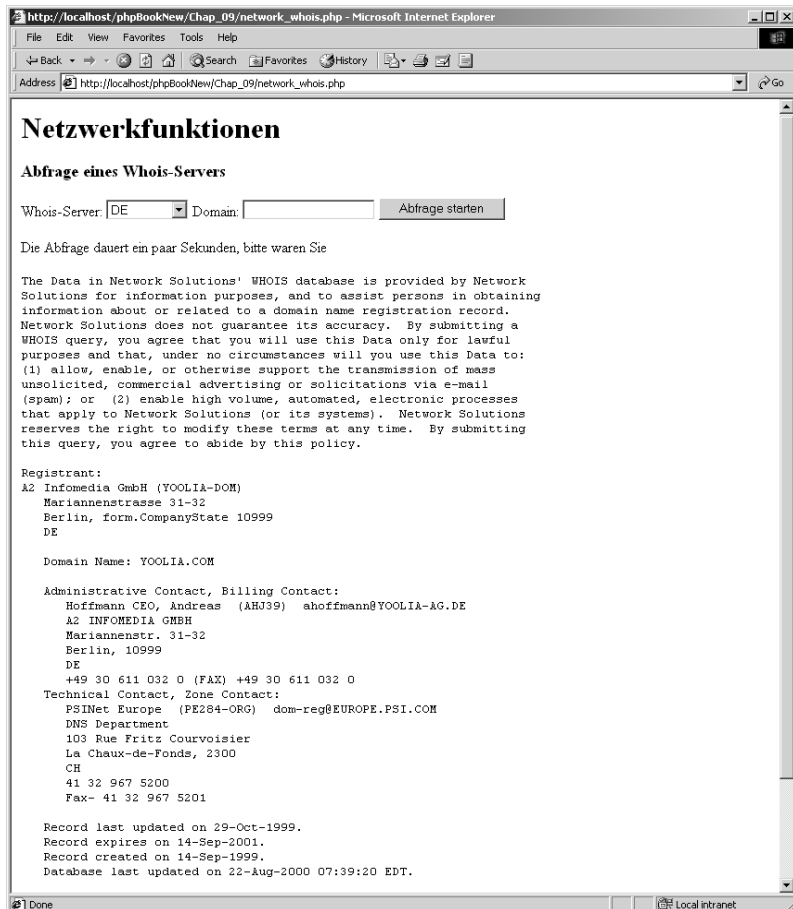 http://localhost/phpBookNew/Chap_09/network_whois.php - Microsoft Internet Explorer
File Edit View Favorites Tools Help
Back Search Favorites History
Address http://localhost/phpBookNew/Chap_09/network_whois.php Go
Netzwerkfunktionen
Abfrage eines Whois-Servers
Whois-Server: DE Domain: Abfrage starten
Die Abfrage dauert ein paar Sekunden, bitte waren Sie
The Data in Network Solutions' WHOIS database is provided by Network
Solutions for information purposes, and to assist persons in obtaining
information about or related to a domain name registration record.
Network Solutions does not guarantee its accuracy.  By submitting a
WHOIS query, you agree that you will use this Data only for lawful
purposes and that, under no circumstances will you use this Data to:
(1) allow, enable, or otherwise support the transmission of mass
unsolicited, commercial advertising or solicitations via e-mail
(spam); or  (2) enable high volume, automated, electronic processes
that apply to Network Solutions (or its systems).  Network Solutions
reserves the right to modify these terms at any time.  By submitting
this query, you agree to abide by this policy.
Registrant:
A2 Infomedia GmbH (YOOLIA-DOM)
Mariannenstrasse 31-32
Berlin, form.CompanyState 10999
DE
Domain Name: YOOLIA.COM
Administrative Contact, Billing Contact:
Hoffmann CEO, Andreas  (AHJ39)  ahoffmann@YOOLIA-AG.DE
A2 INFOMEDIA GMBH
Mariannenstr. 31-32
Berlin, 10999
DE
+49 30 611 032 0 (FAX) +49 30 611 032 0
Technical Contact, Zone Contact:
PSINet Europe  (PE284-ORG)  dom-reg@EUROPE.PSI.COM
DNS Department
103 Rue Fritz Courvoisier
La Chaux-de-Fonds, 2300
CH
41 32 967 5200
Fax- 41 32 967 5201
Record last updated on 29-Oct-1999.
Record expires on 14-Sep-2001.
Record created on 14-Sep-1999.
Database last updated on 22-Aug-2000 07:39:20 EDT.
Done Local intranet